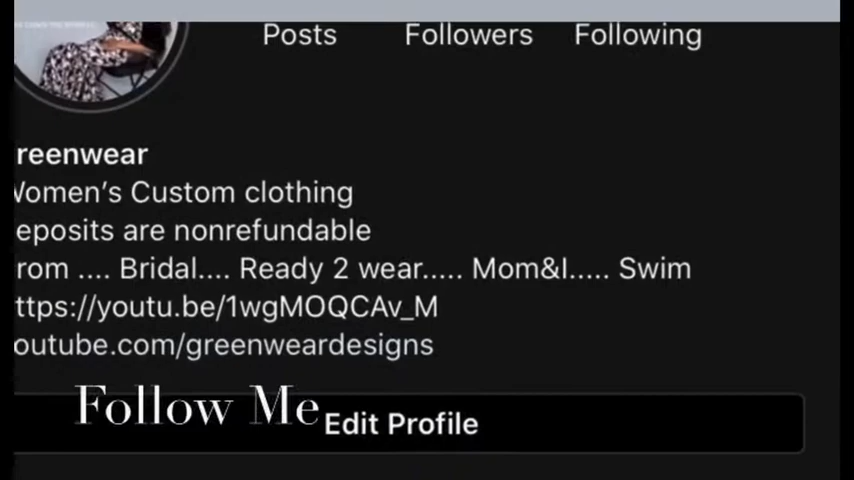 Posts Followers Following
reenwear
Women's Custom clothing
eposits are nonrefundable
rom .... Bridal.... Ready 2 wear..... Mom&I..... Swim
ttps://youtu.be/1wgMOQCAv_M
outube.com/greenweardesigns
Follow Me
Edit Profile